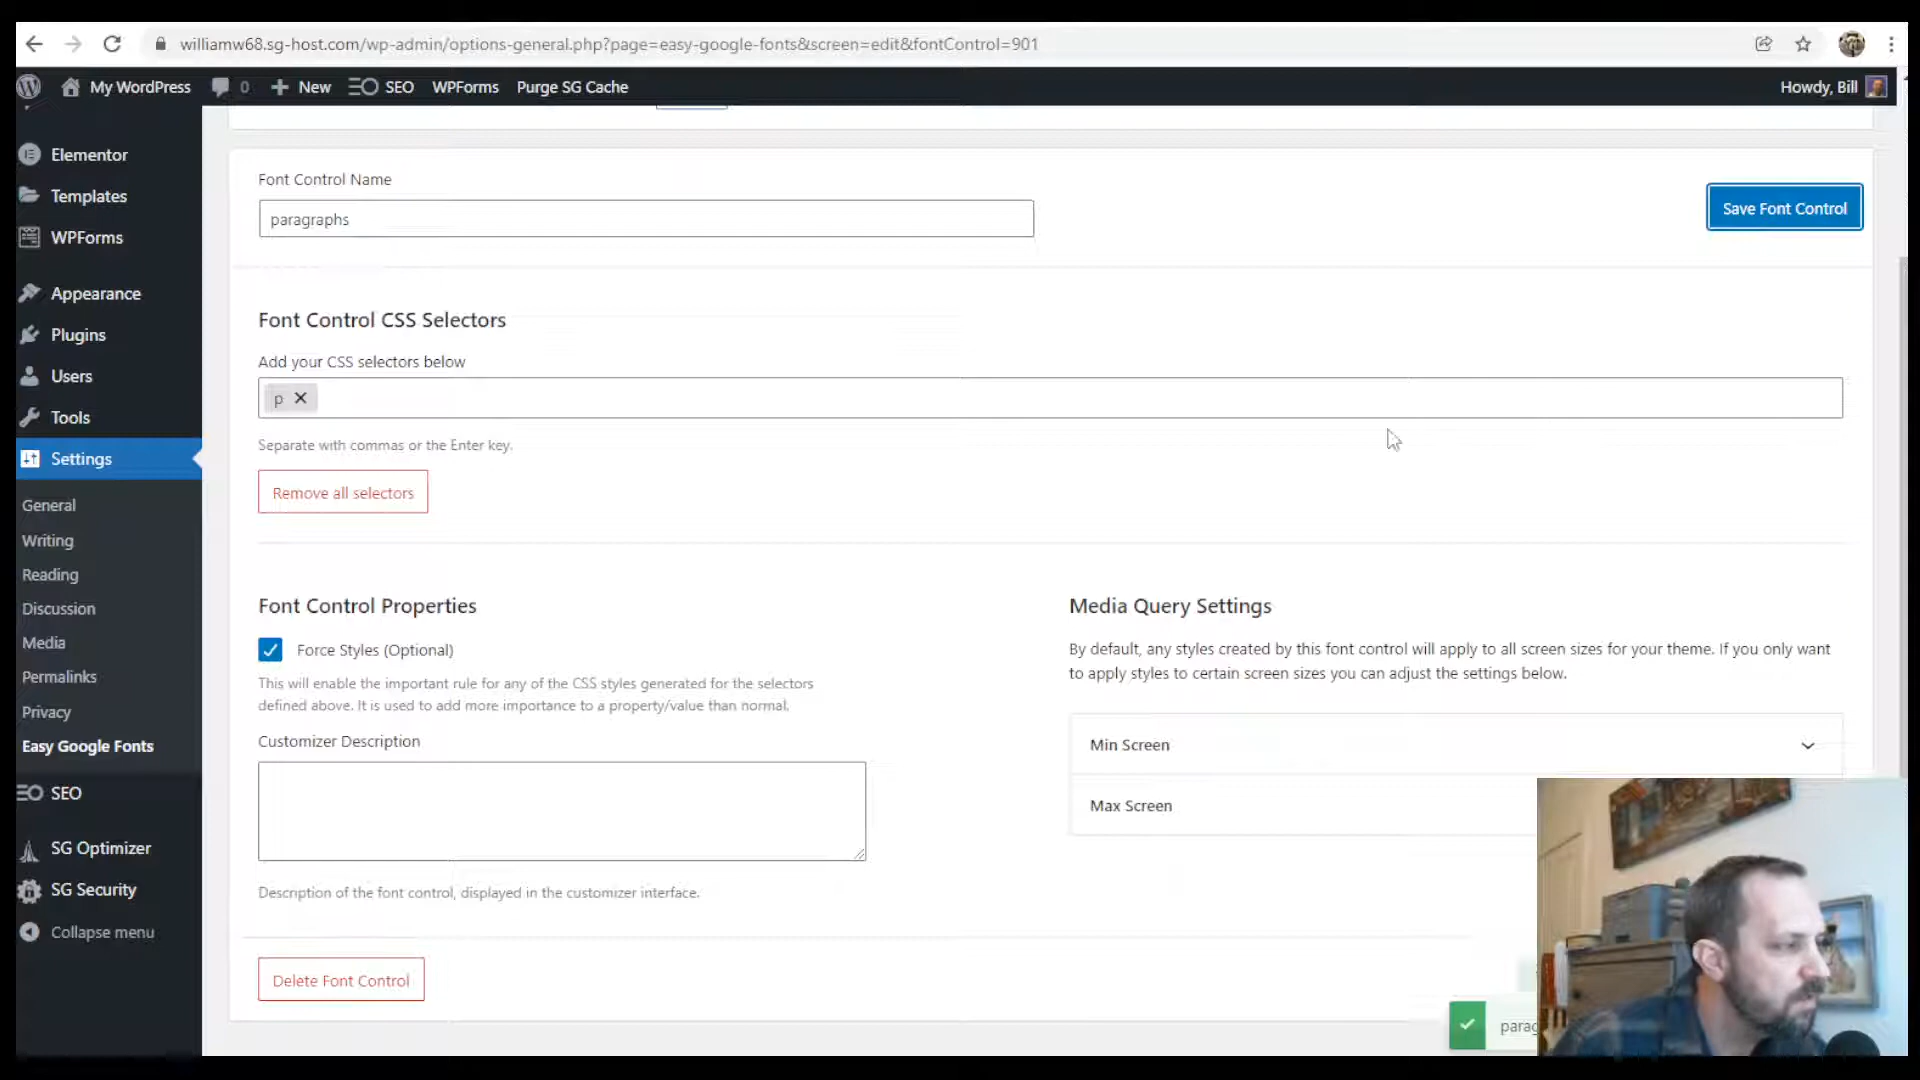 williamw68.sg-host.com/wp-admin/options-general.php?page=easy-google-fonts&screen=edit&fontControl=901
My WordPress 0 New SEO WPForms Purge SG Cache Howdy, Bill
Elementor
Templates
WPForms
Appearance
Plugins
Users
Tools
Settings
General
Writing
Reading
Discussion
Media
Permalinks
Privacy
Easy Google Fonts
SEO
SG Optimizer
SG Security
Collapse menu
Font Control Name
paragraphs
Save Font Control
Font Control CSS Selectors
Add your CSS selectors below
p
Separate with commas or the Enter key.
Remove all selectors
Font Control Properties
Force Styles (Optional)
This will enable the important rule for any of the CSS styles generated for the selectors
defined above. It is used to add more importance to a property/value than normal.
Customizer Description
Description of the font control, displayed in the customizer interface.
Delete Font Control
Media Query Settings
By default, any styles created by this font control will apply to all screen sizes for your theme. If you only want
to apply styles to certain screen sizes you can adjust the settings below.
Min Screen
Max Screen